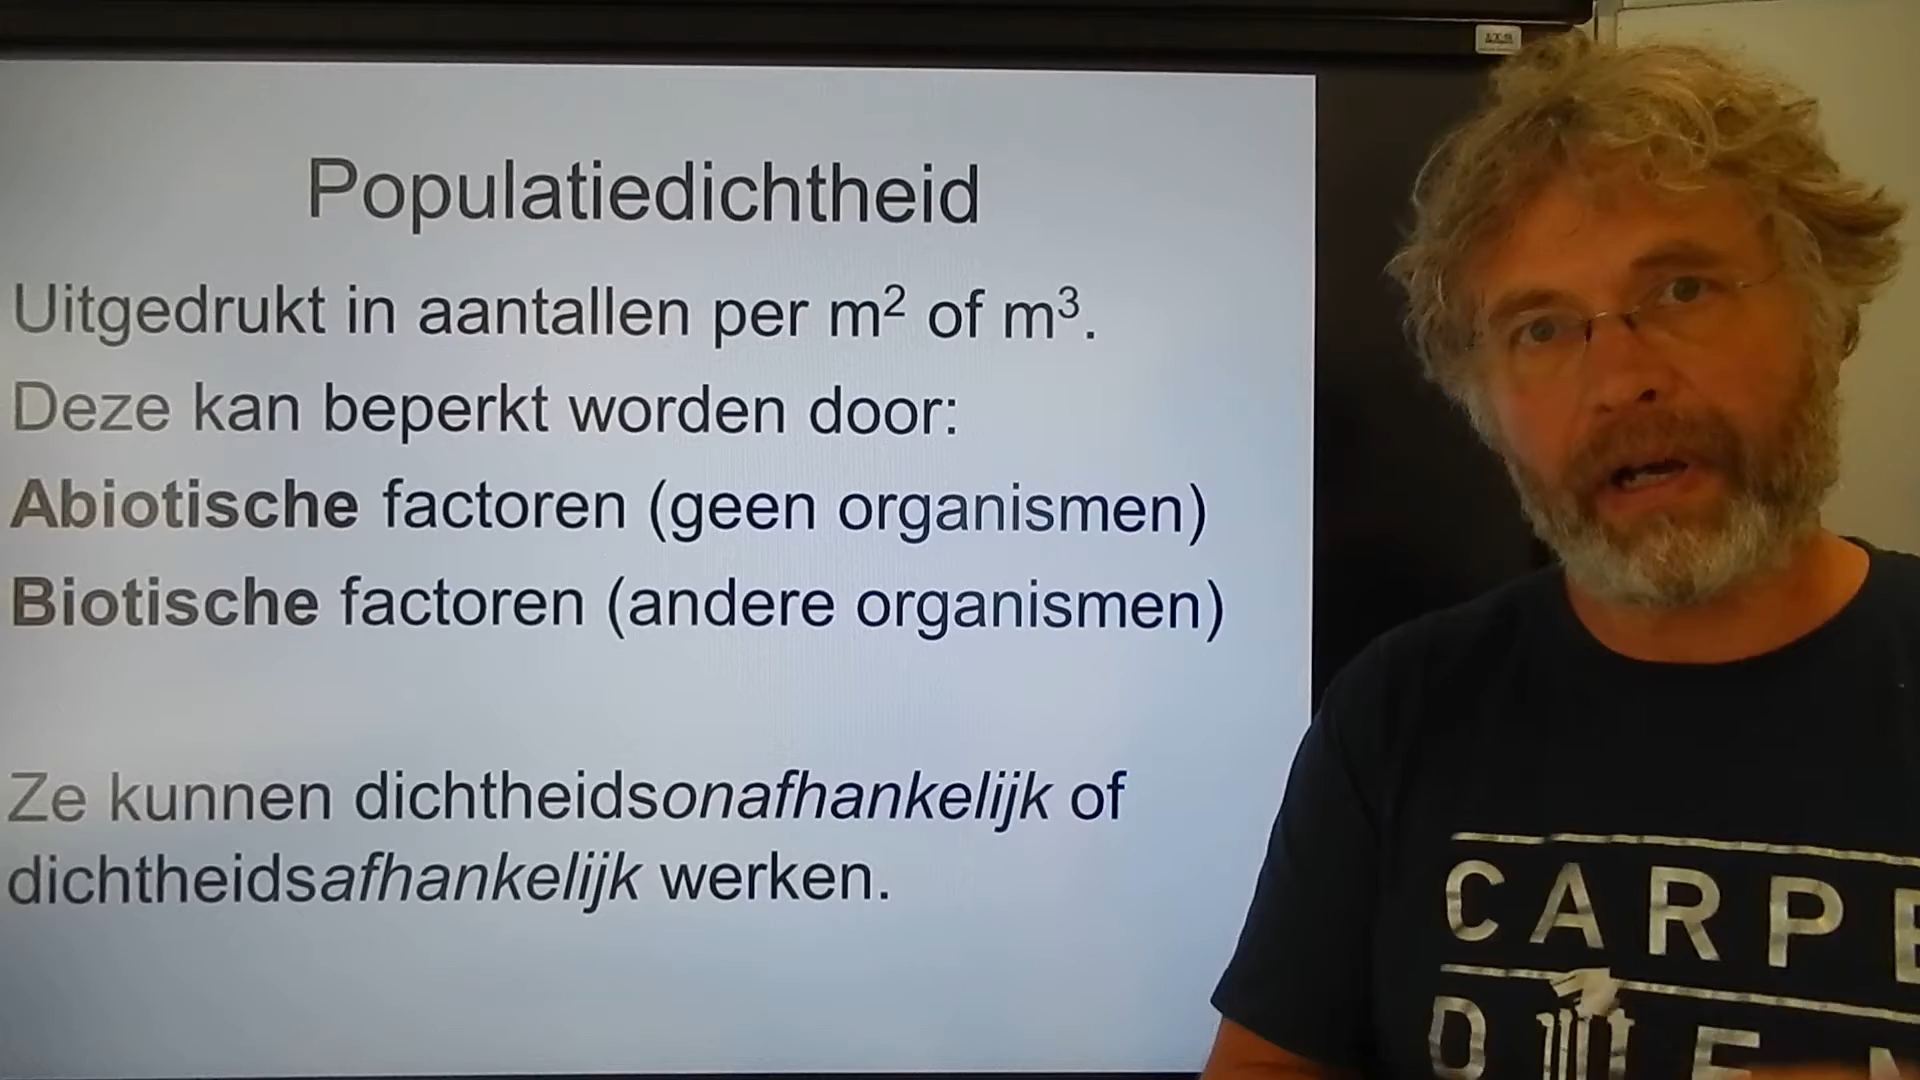 Populatiedichtheid
Uitgedrukt in aantallen per m² of m³.
Deze kan beperkt worden door:
Abiotische factoren (geen organismen)
Biotische factoren (andere organismen)
Ze kunnen dichtheidsonafhankelijk of
dichtheidsafhankelijk werken.
CARPE